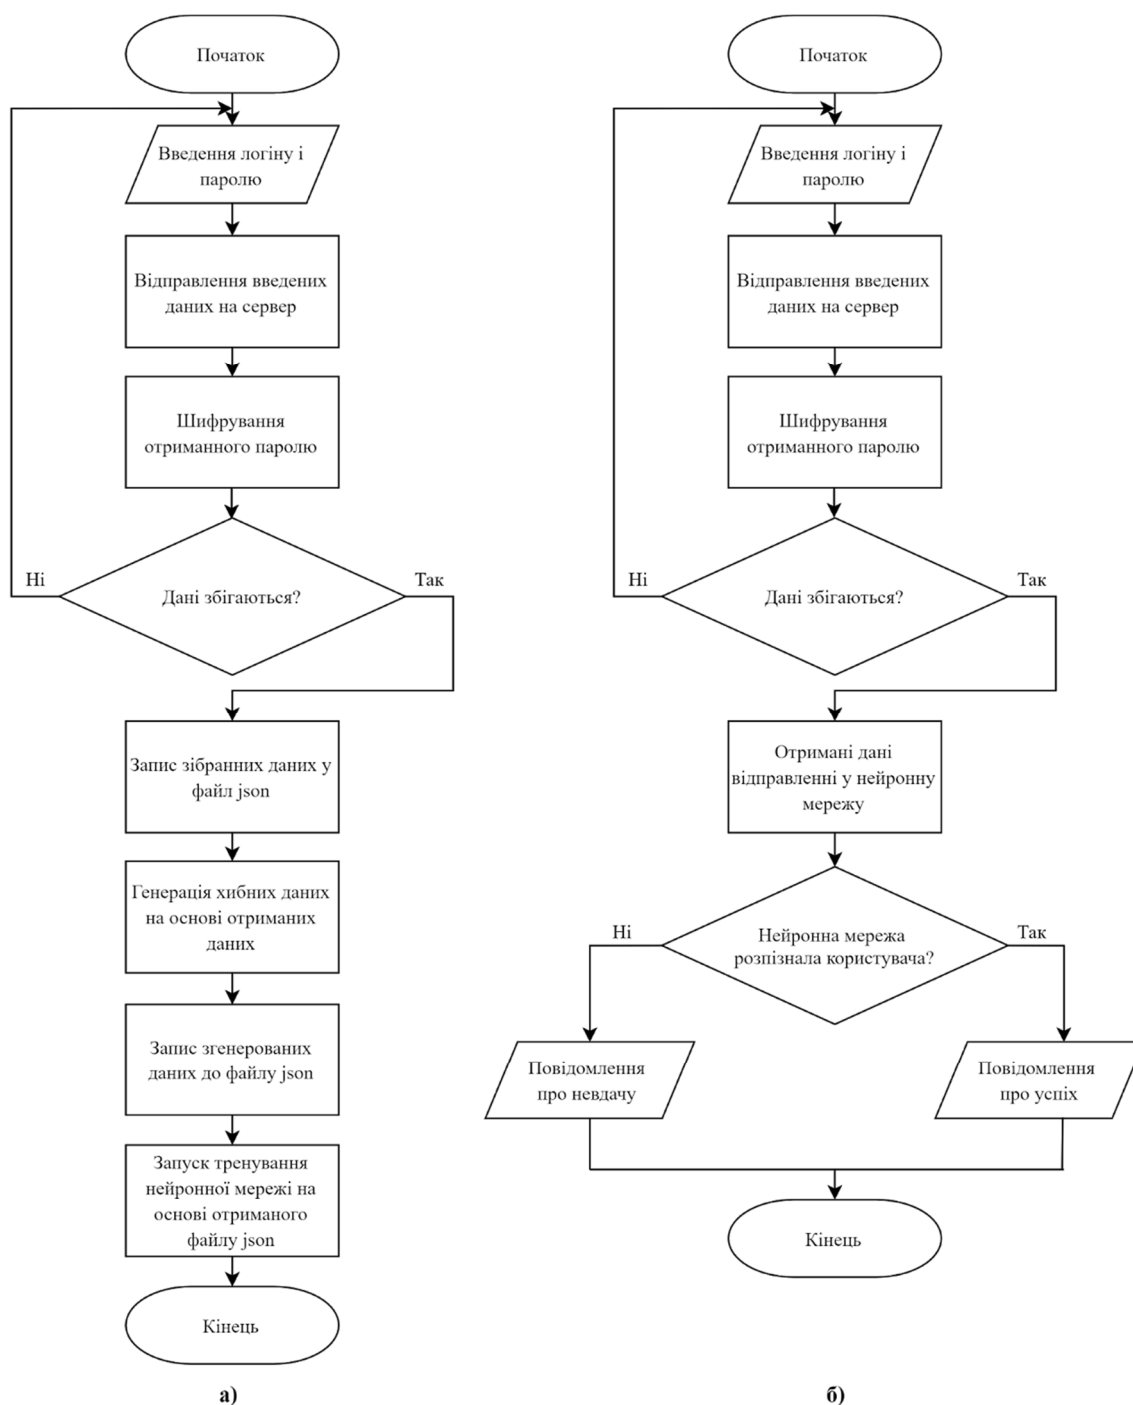 Початок
Введення логіну і
паролю
Відправлення введених
даних на сервер
Шифрування
отриманного паролю
Дані збігаються?
Ні
Так
Запис зібранних даних у
файл json
Генерація хибних даних
на основі отриманих
даних
Запис згенерованих
даних до файлу json
Запуск тренування
нейронної мережі на
основі отриманого
файлу json
Кінець
а)
Початок
Введення логіну і
паролю
Відправлення введених
даних на сервер
Шифрування
отриманного паролю
Дані збігаються?
Ні
Так
Отримані дані
відправленні у нейронну
мережу
Нейронна мережа
розпізнала користувача?
Ні
Так
Повідомлення
про невдачу
Повідомлення
про успіх
Кінець
б)